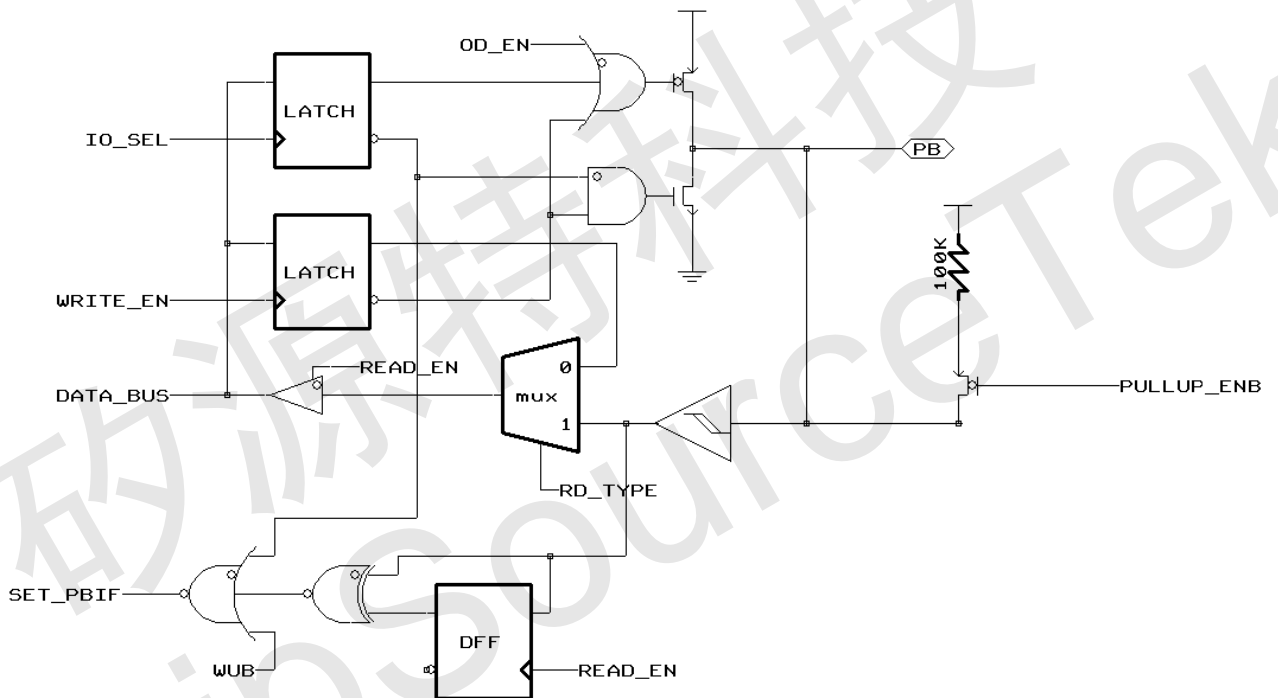 OD_EN
LATCH
IO_SEL
PB
LATCH
100K
WRITE_EN
READ_EN
0
DATA_BUS
mux
PULLUP_ENB
1
RD_TYPE
SET_PBIF
DFF
WUB
READ_EN
矽源特科技
ChipSourceTek